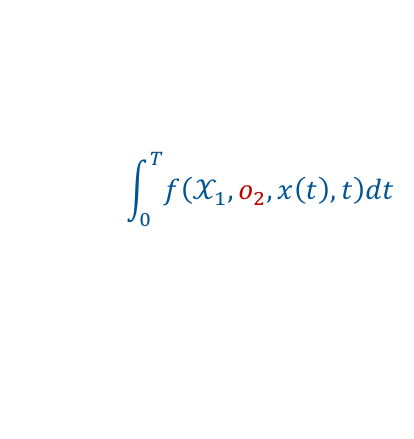 ∫₀ᵀ f(𝒳₁, o₂, x(t), t)dt